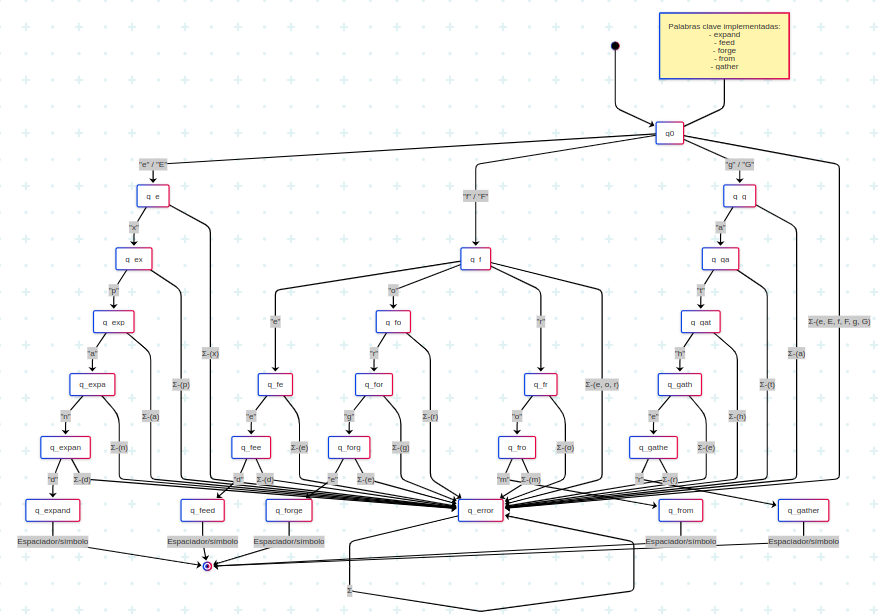 Palabras clave implementadas:
- expand
- feed
- forge
- from
- gather
q0
"e" / "E"
"g" / "G"
"f" / "F"
q_e
q_g
"x"
"a"
q_ex
q_f
q_ga
"p"
"o"
"t"
q_exp
"e"
q_fo
"r"
q_gat
Σ-(e, E, f, F, g, G)
"a"
Σ-(x)
"r"
"h"
Σ-(a)
q_expa
Σ-(p)
q_fe
q_for
q_fr
Σ-(e, o, r)
q_gath
Σ-(t)
"n"
Σ-(a)
"e"
"g"
Σ-(r)
"o"
"e"
Σ-(h)
q_expan
Σ-(n)
q_fee
Σ-(e)
q_forg
Σ-(g)
q_fro
Σ-(o)
q_gathe
Σ-(e)
"d"
Σ-(d)
"d"
Σ-(d)
"e"
Σ-(e)
"m"
Σ-(m)
"r"
Σ-(r)
q_expand
q_feed
q_forge
q_error
q_from
q_gather
Espaciador/símbolo
Espaciador/símbolo
Espaciador/símbolo
Espaciador/símbolo
Espaciador/símbolo
Σ